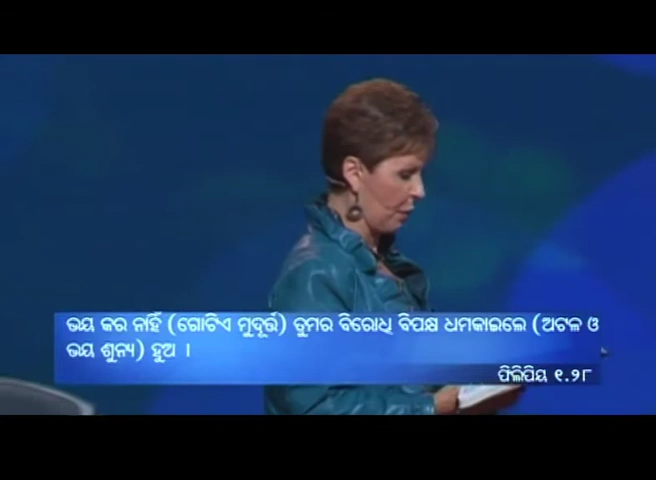 ଭୟ କର ନାହିଁ (ଗୋଟିଏ ମୁହୂର୍ତ୍ତ) ତୁମର ବିରୋଧି ବିପକ୍ଷ ଧମକାଇଲେ (ଅଟଳ ଓ
ଭୟ ଶୁନ୍ୟ) ହୁଅ ।
ଫିଲିପିୟ ୧.୨୮